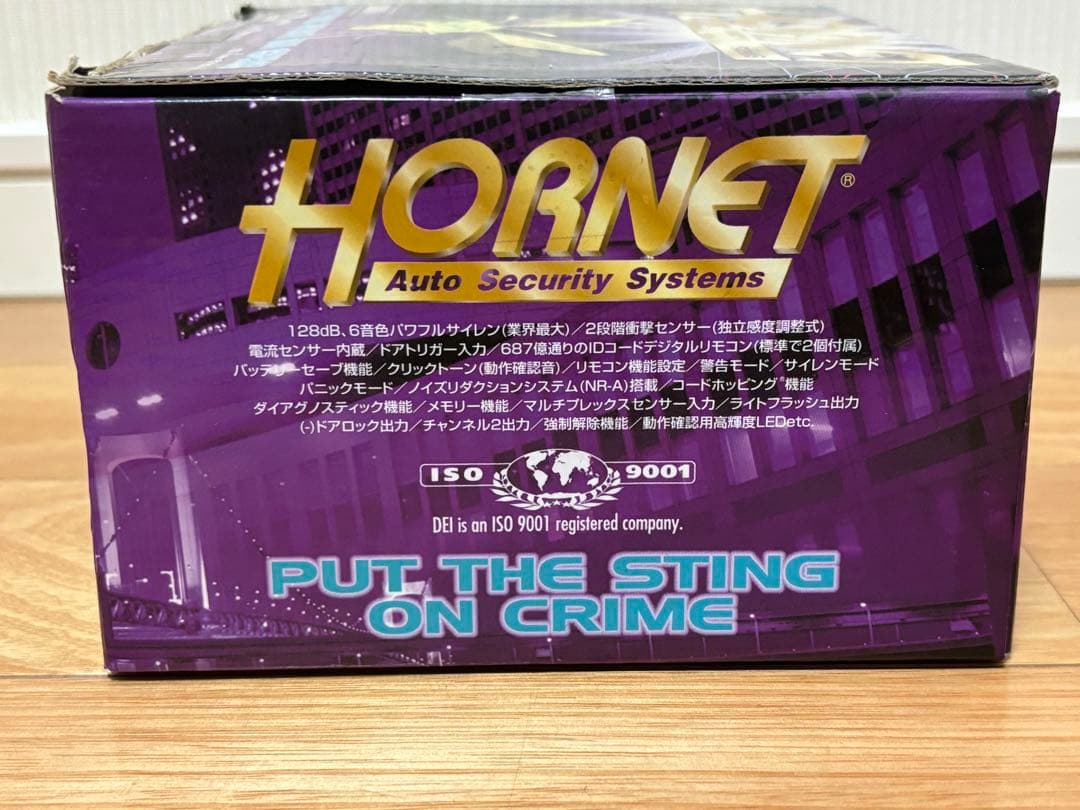 HORNET®
Auto Security Systems
128dB、6音色パワフルサイレン(業界最大)／2段階衝撃センサー(独立感度調整式)
電流センサー内蔵／ドアトリガー入力／687億通りのIDコードデジタルリモコン(標準で2個付属)
バッテリーセーブ機能／クリックトーン(動作確認音)／リモコン機能設定／警告モード／サイレンモード
パニックモード／ノイズリダクションシステム(NR-A)搭載／コードホッピング®機能
ダイアグノスティック機能／メモリー機能／マルチプレックスセンサー入力／ライトフラッシュ出力
(-)ドアロック出力／チャンネル2出力／強制解除機能／動作確認用高輝度LEDetc.
ISO 9001
DEI is an ISO 9001 registered company.
PUT THE STING
ON CRIME